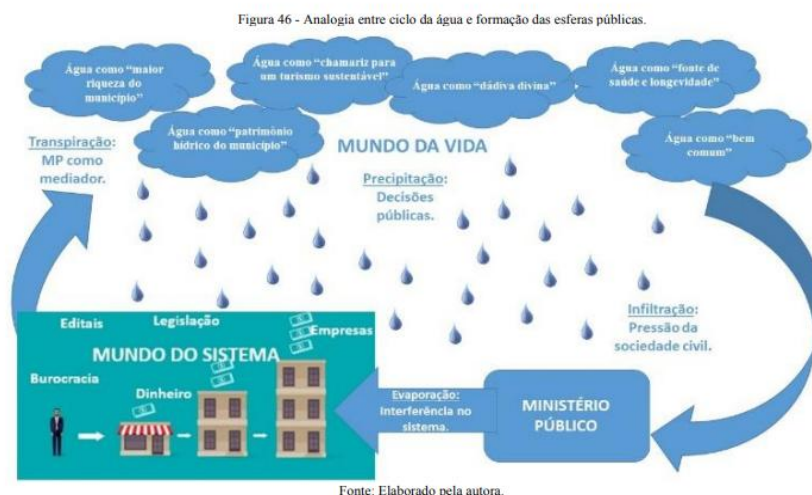 Figura 46 - Analogia entre ciclo da água e formação das esferas públicas.
Água como “maior
riqueza do
município”
Água como “chamariz para
um turismo sustentável”
Água como “dádiva divina”
Água como “fonte de
saúde e longevidade”
Água como “patrimônio
hídrico do município”
Água como “bem
comum”
Transpiração:
MP como
mediador.
MUNDO DA VIDA
Precipitação:
Decisões
públicas.
Infiltração:
Pressão da
sociedade civil.
Editais
Legislação
Empresas
MUNDO DO SISTEMA
Burocracia
Dinheiro
Evaporação:
Interferência no
sistema.
MINISTÉRIO
PÚBLICO
Fonte: Elaborado pela autora.